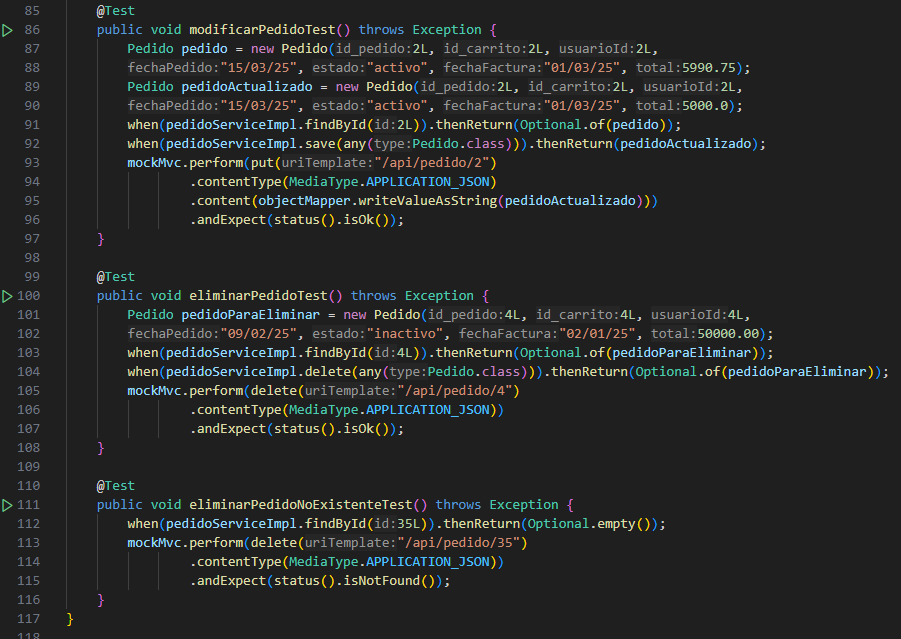 85 @Test
86 public void modificarPedidoTest() throws Exception {
87 Pedido pedido = new Pedido(id_pedido:2L, id_carrito:2L, usuarioId:2L,
88 fechaPedido:"15/03/25", estado:"activo", fechaFactura:"01/03/25", total:5990.75);
89 Pedido pedidoActualizado = new Pedido(id_pedido:2L, id_carrito:2L, usuarioId:2L,
90 fechaPedido:"15/03/25", estado:"activo", fechaFactura:"01/03/25", total:5000.0);
91 when(pedidoServiceImpl.findById(id:2L)).thenReturn(Optional.of(pedido));
92 when(pedidoServiceImpl.save(any(type:Pedido.class))).thenReturn(pedidoActualizado);
93 mockMvc.perform(put(uriTemplate:"/api/pedido/2")
94 .contentType(MediaType.APPLICATION_JSON)
95 .content(objectMapper.writeValueAsString(pedidoActualizado)))
96 .andExpect(status().isOk());
97 }
98
99 @Test
100 public void eliminarPedidoTest() throws Exception {
101 Pedido pedidoParaEliminar = new Pedido(id_pedido:4L, id_carrito:4L, usuarioId:4L,
102 fechaPedido:"09/02/25", estado:"inactivo", fechaFactura:"02/01/25", total:50000.00);
103 when(pedidoServiceImpl.findById(id:4L)).thenReturn(Optional.of(pedidoParaEliminar));
104 when(pedidoServiceImpl.delete(any(type:Pedido.class))).thenReturn(Optional.of(pedidoParaEliminar));
105 mockMvc.perform(delete(uriTemplate:"/api/pedido/4")
106 .contentType(MediaType.APPLICATION_JSON))
107 .andExpect(status().isOk());
108 }
109
110 @Test
111 public void eliminarPedidoNoExistenteTest() throws Exception {
112 when(pedidoServiceImpl.findById(id:35L)).thenReturn(Optional.empty());
113 mockMvc.perform(delete(uriTemplate:"/api/pedido/35")
114 .contentType(MediaType.APPLICATION_JSON))
115 .andExpect(status().isNotFound());
116 }
117 }
118